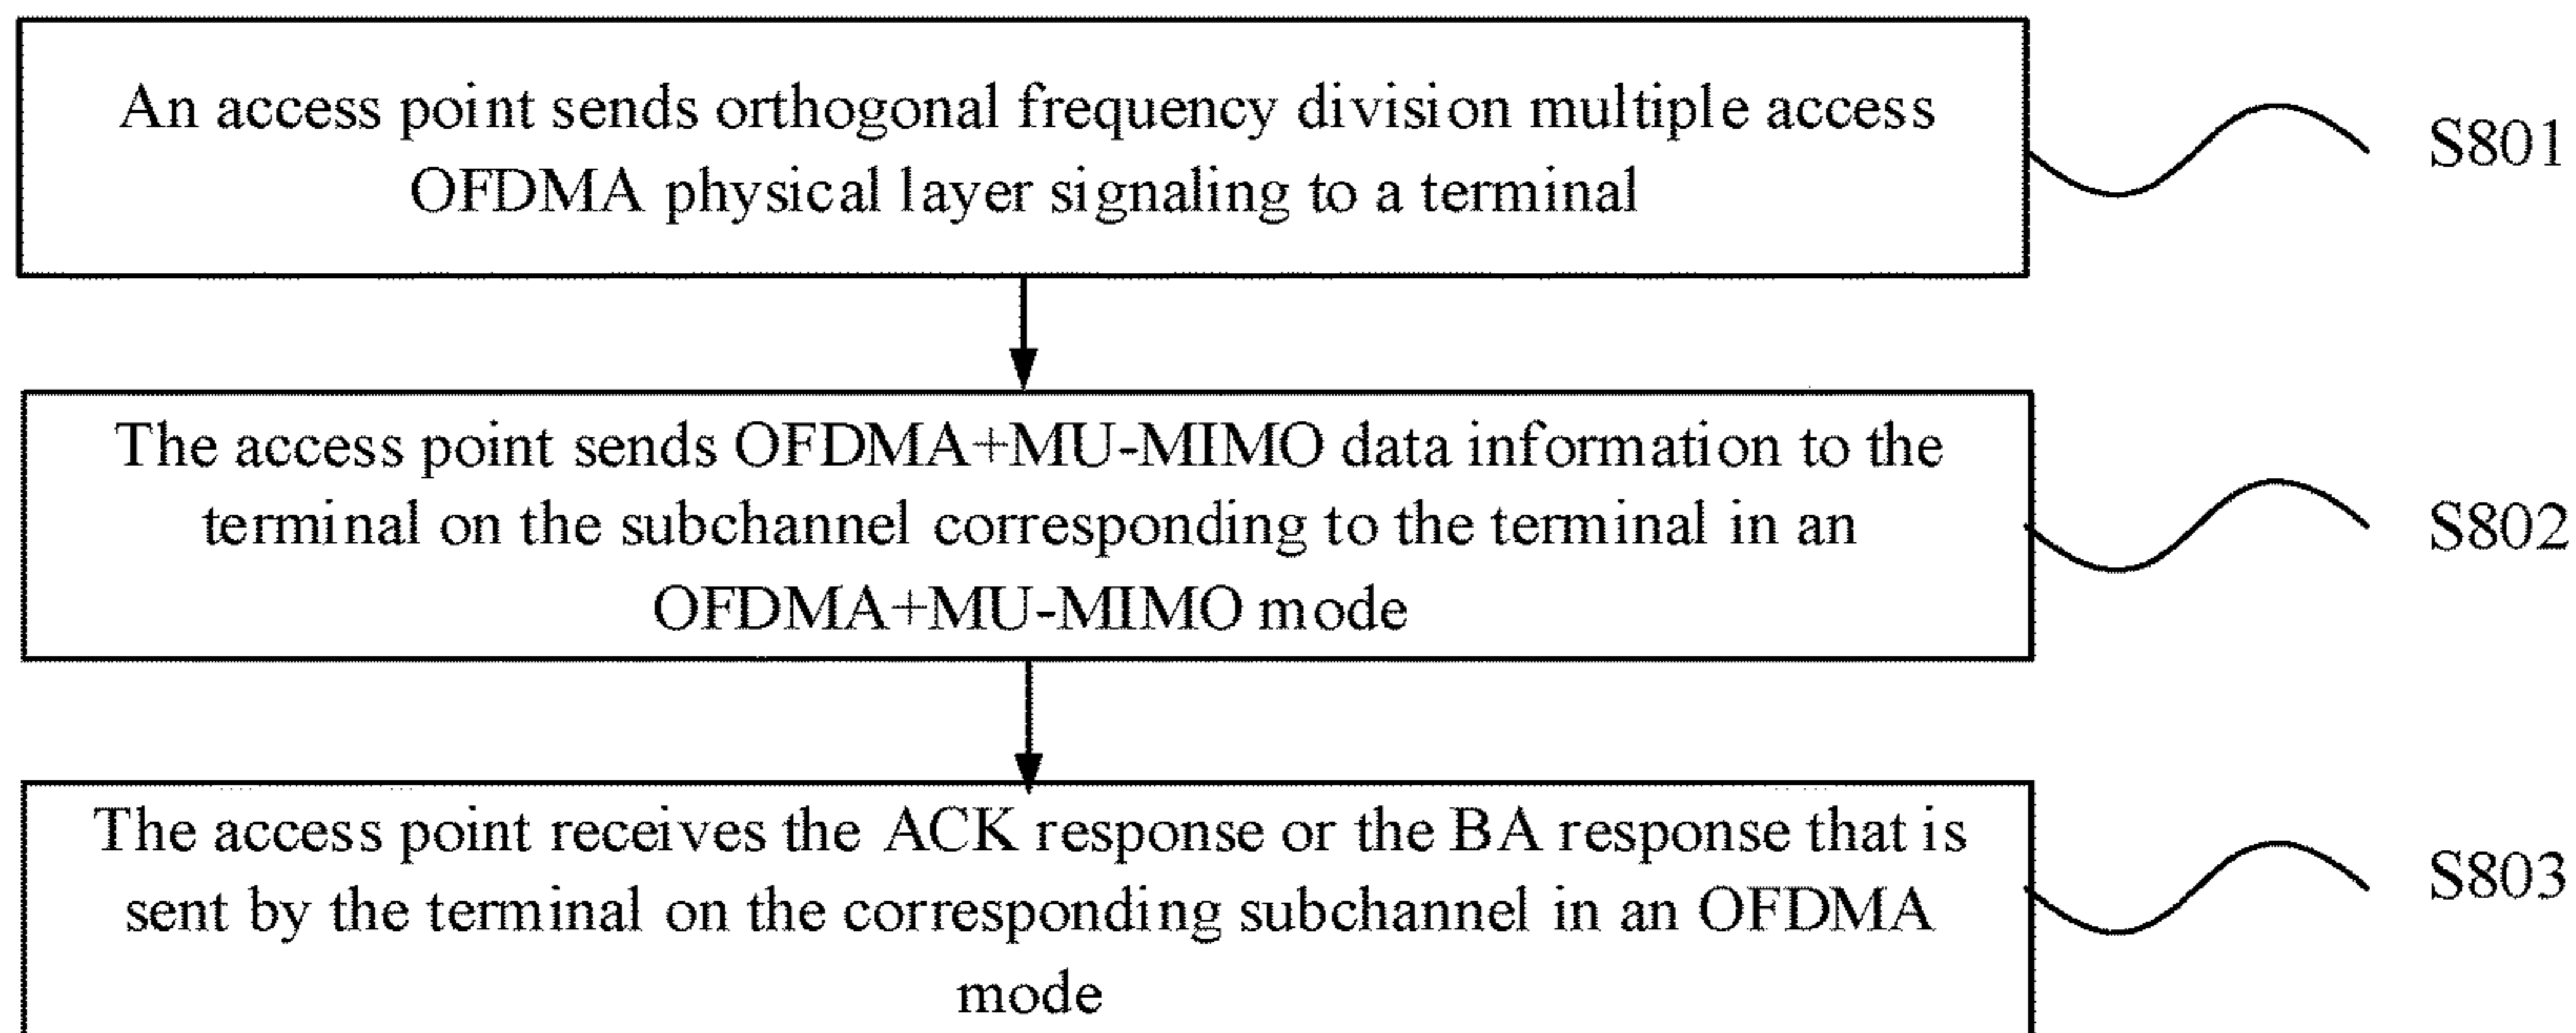 An access point sends orthogonal frequency division multiple access
OFDMA physical layer signaling to a terminal
S801
The access point sends OFDMA+MU-MIMO data information to the
terminal on the subchannel corresponding to the terminal in an
OFDMA+MU-MIMO mode
S802
The access point receives the ACK response or the BA response that is
sent by the terminal on the corresponding subchannel in an OFDMA
mode
S803